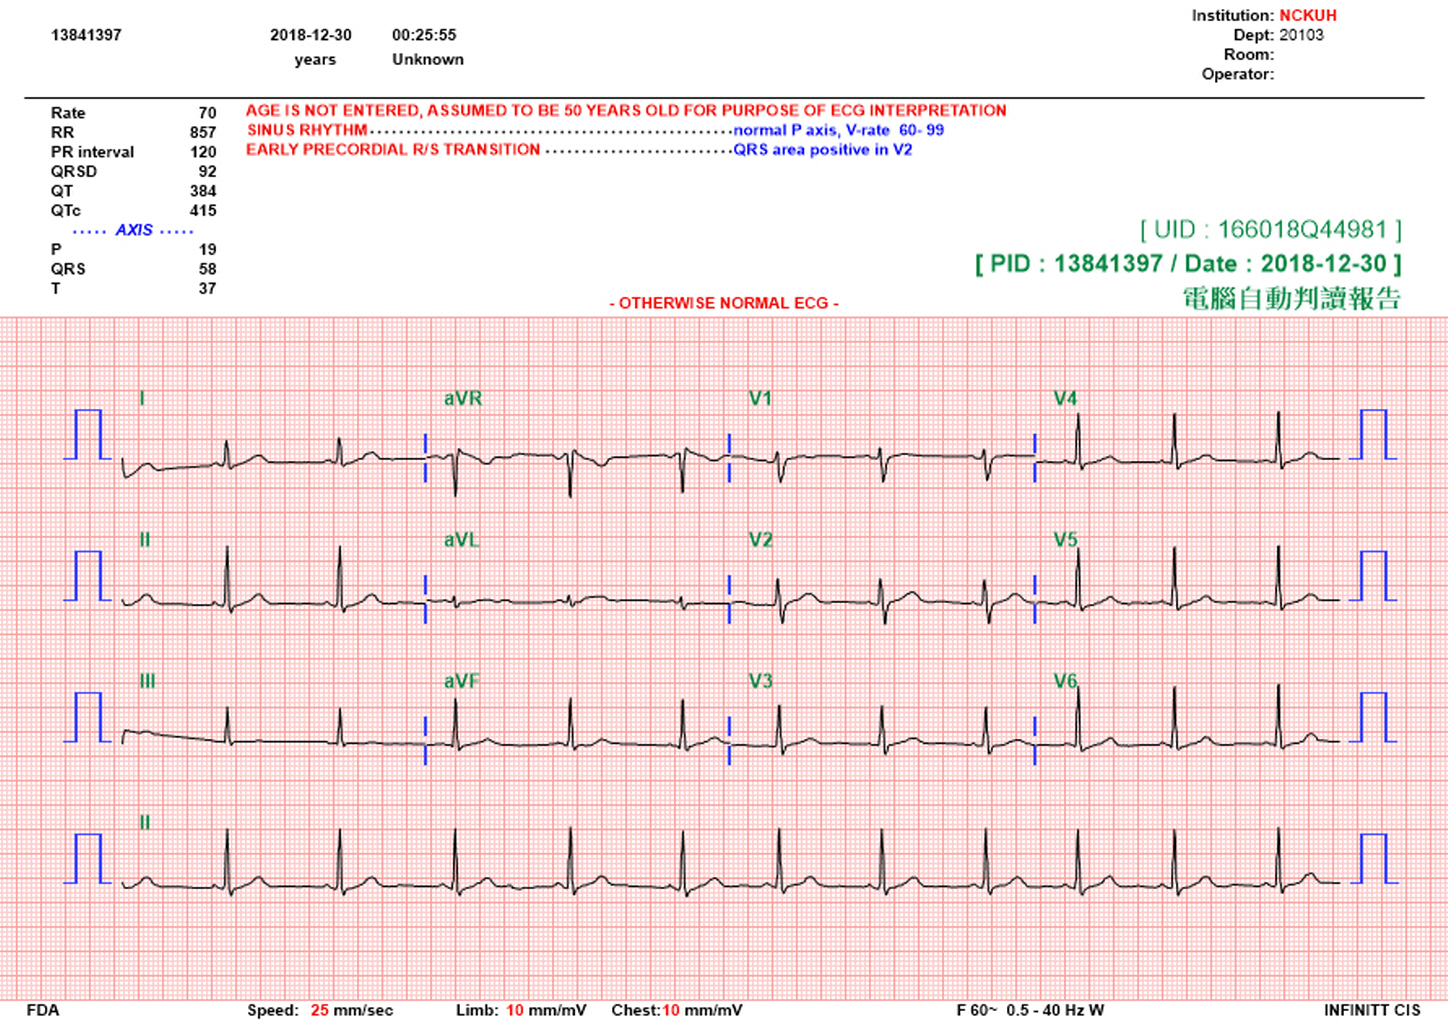 Institution: NCKUH
13841397 2018-12-30 00:25:55 Dept: 20103
Room:
years Unknown
Operator:
Rate 70 AGE IS NOT ENTERED, ASSUMED TO BE 50 YEARS OLD FOR PURPOSE OF ECG INTERPRETATION
RR 857 SINUS RHYTHM normal P axis, V-rate 60- 99
PR interval 120 EARLY PRECORDIAL R/S TRANSITION QRS area positive in V2
QRSD 92
QT 384
QTc 415
AXIS
[ UID : 166018Q44981 ]
P 19
[ PID : 13841397 / Date : 2018-12-30 ]
QRS 58
T 37
電腦自動判讀報告
- OTHERWISE NORMAL ECG -
I aVR V1 V4
II aVL V2 V5
III aVF V3 V6
II
FDA Speed: 25 mm/sec Limb: 10 mm/mV Chest:10 mm/mV F 60~ 0.5 - 40 Hz W INFINITT CIS